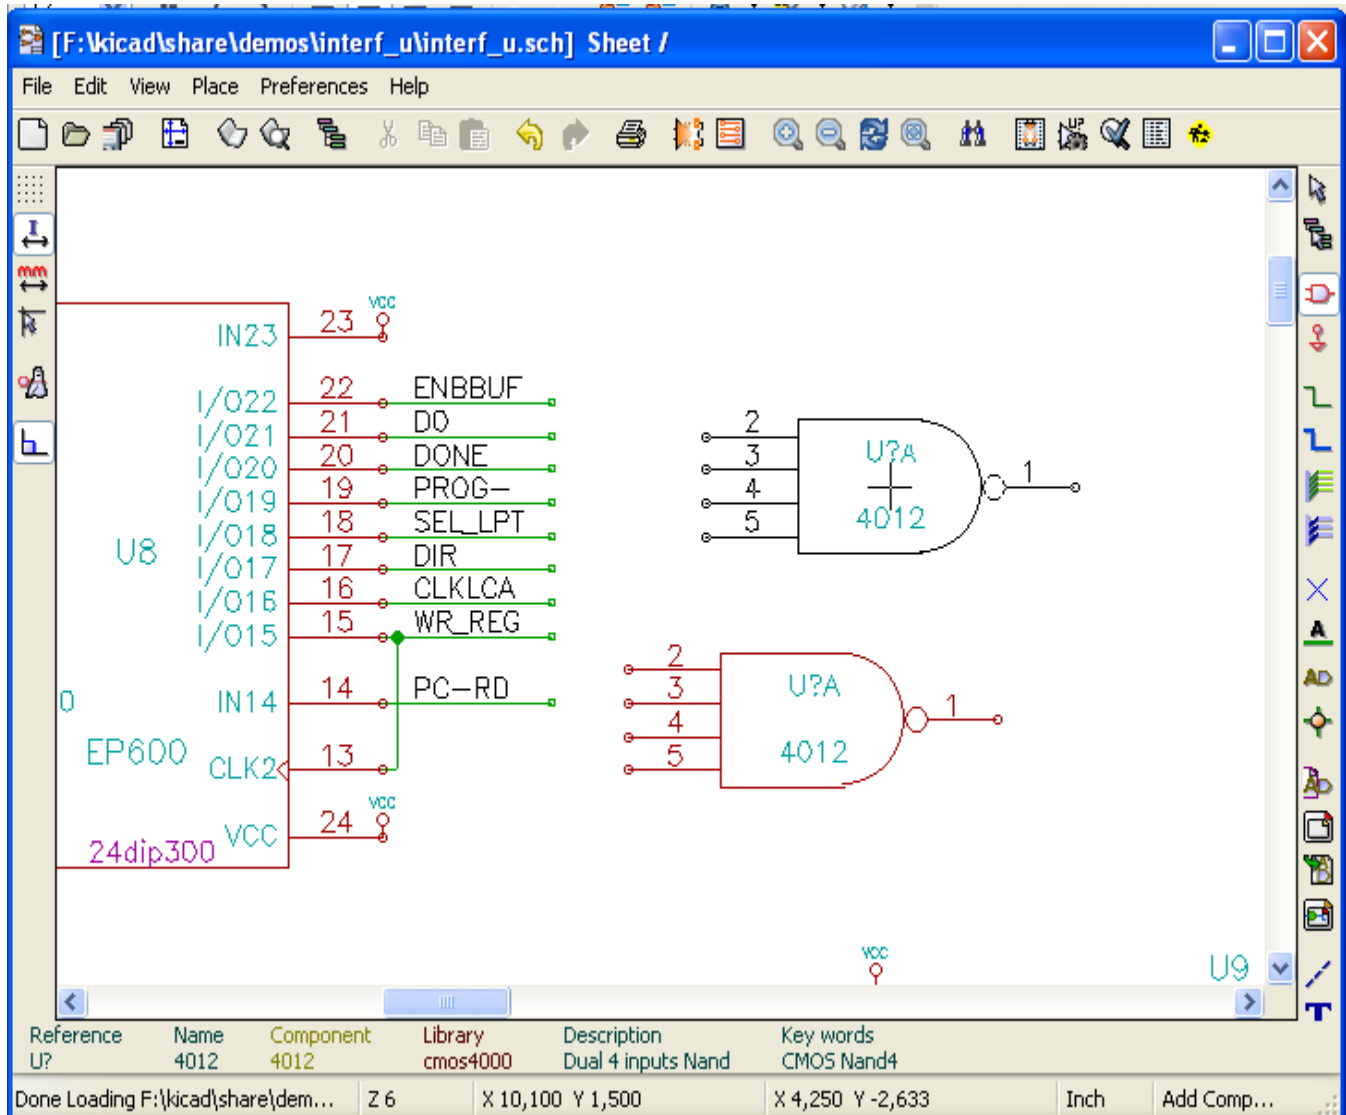 [F:\kicad\share\demos\interf_u\interf_u.sch] Sheet /
File Edit View Place Preferences Help
mm
VCC
IN23 23
I/O22 22 ENBBUF
I/O21 21 DO
I/O20 20 DONE
I/O19 19 PROG-
I/O18 18 SEL_LPT
U8
I/O17 17 DIR
I/O16 16 CLKLCA
I/O15 15 WR_REG
0 IN14 14 PC-RD
EP600
CLK2 13
VCC
VCC 24
24dip300
2
3 U?A
4 1
5 4012
2
3 U?A
4 1
5 4012
VCC
U9
Reference Name Component Library Description Key words
U? 4012 4012 cmos4000 Dual 4 inputs Nand CMOS Nand4
Done Loading F:\kicad\share\dem... Z 6 X 10,100 Y 1,500 X 4,250 Y -2,633 Inch Add Comp...